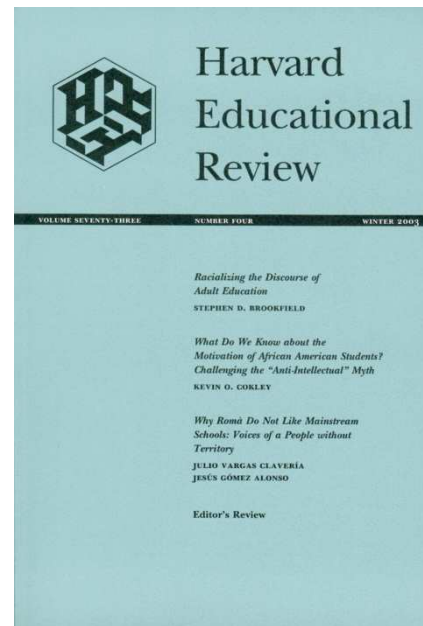 HER
Harvard
Educational
Review
VOLUME SEVENTY-THREE NUMBER FOUR WINTER 2003
Racializing the Discourse of
Adult Education
STEPHEN D. BROOKFIELD
What Do We Know about the
Motivation of African American Students?
Challenging the "Anti-Intellectual" Myth
KEVIN O. COKLEY
Why Roma Do Not Like Mainstream
Schools: Voices of a People without
Territory
JULIO VARGAS CLAVERÍA
JESÚS GÓMEZ ALONSO
Editor's Review